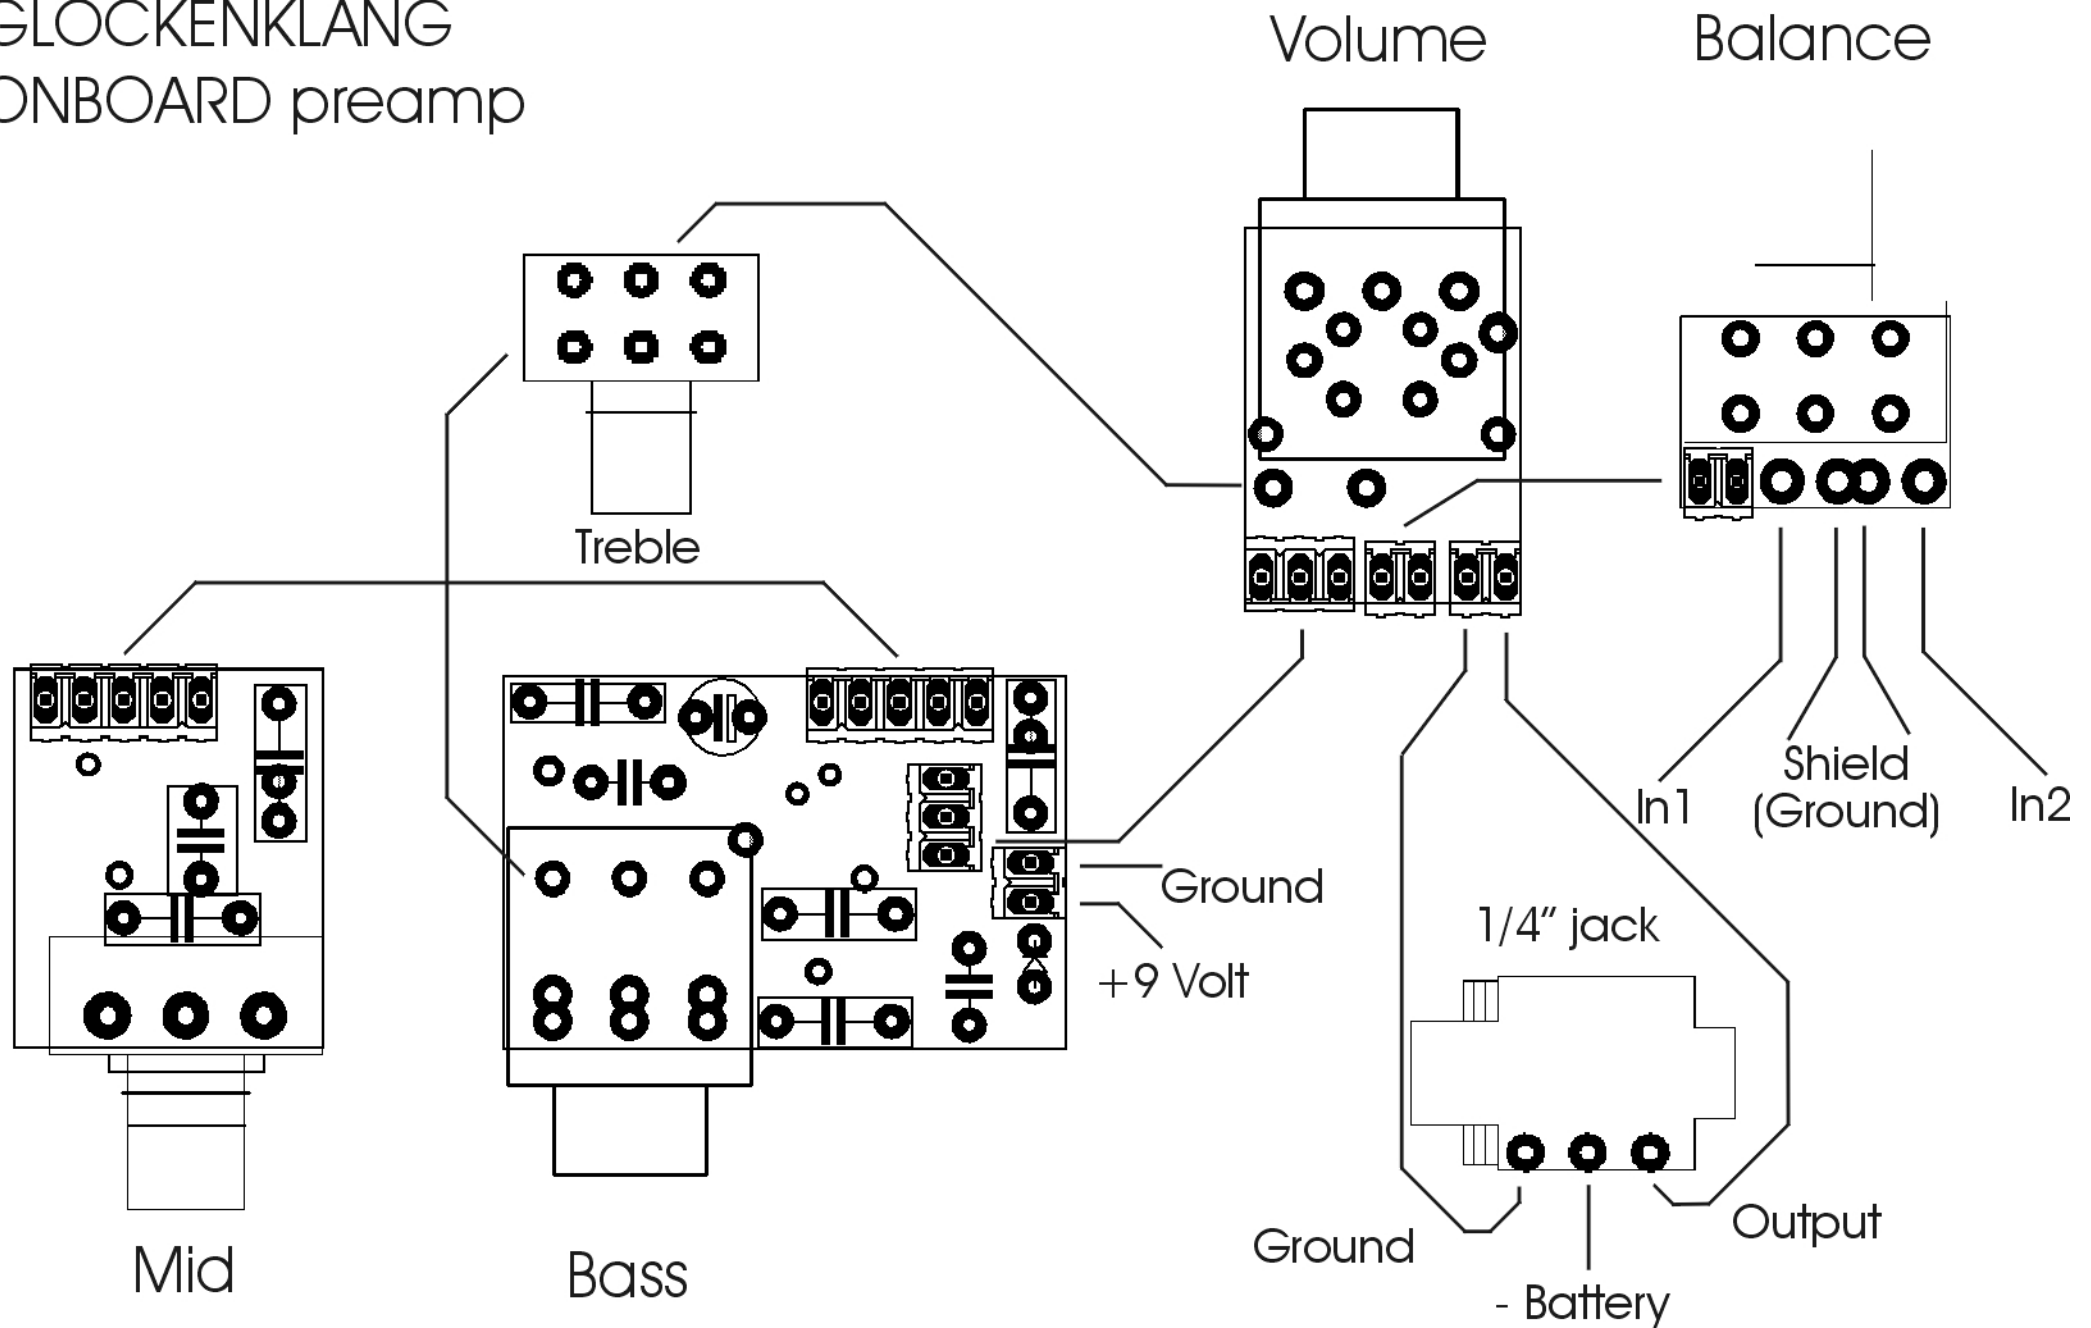 GLOCKENKLANG
ONBOARD preamp
Volume
Balance
Treble
In1
Shield
(Ground)
In2
Ground
+9 Volt
1/4” jack
Ground
Output
- Battery
Mid
Bass